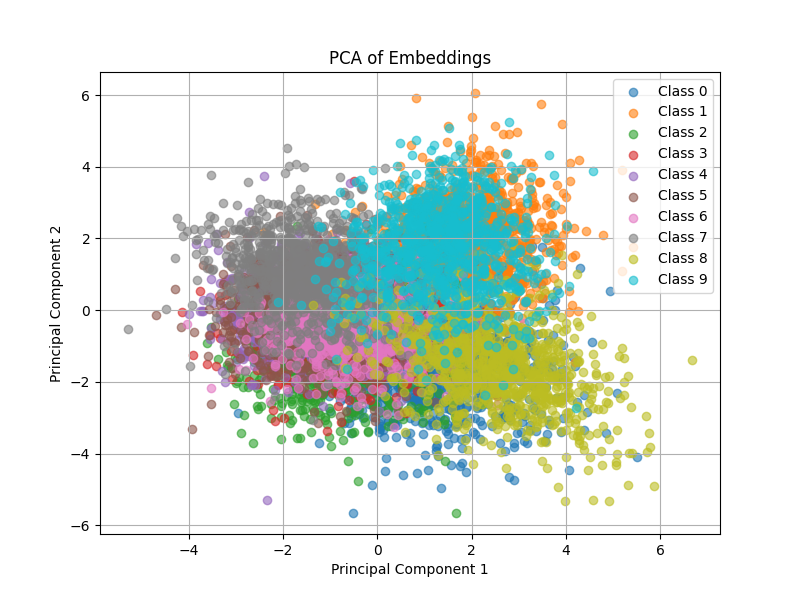 PCA of Embeddings
Principal Component 2
6
4
2
0
−2
−4
−6
−4
−2
0
2
4
6
Principal Component 1
Class 0
Class 1
Class 2
Class 3
Class 4
Class 5
Class 6
Class 7
Class 8
Class 9